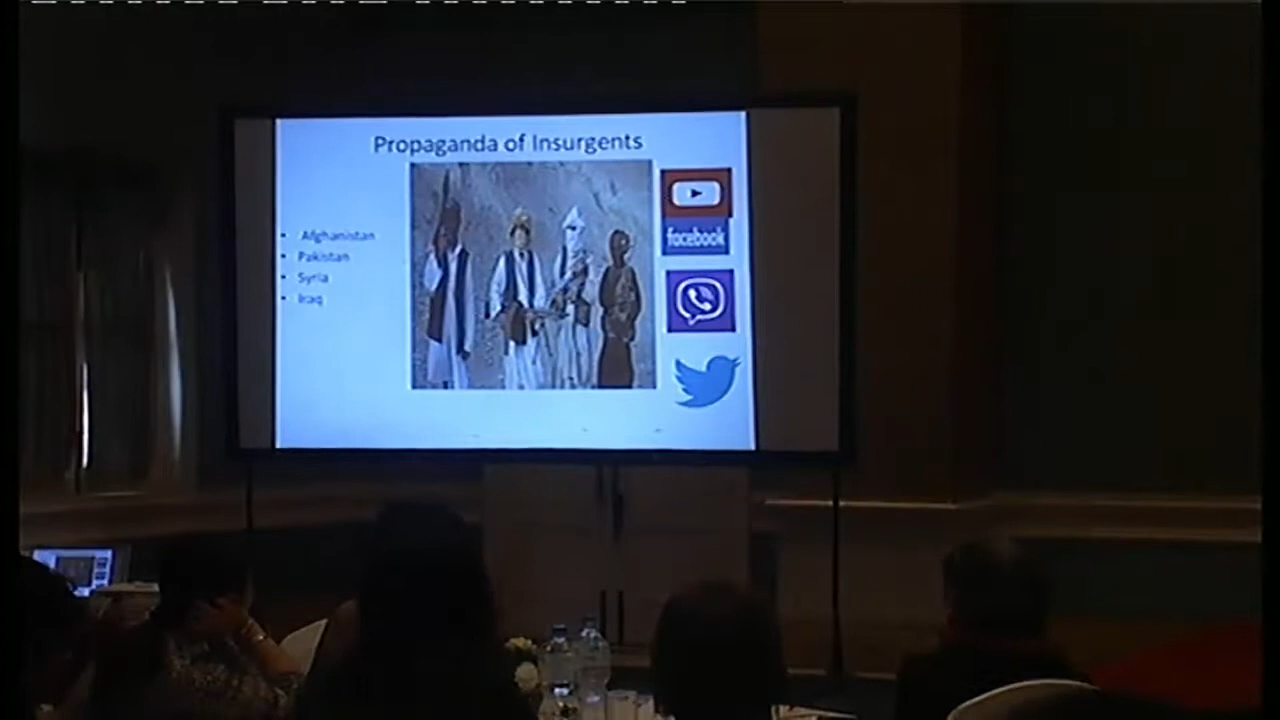 Propaganda of Insurgents
• Afghanistan
• Pakistan
• Syria
• Iraq
facebook